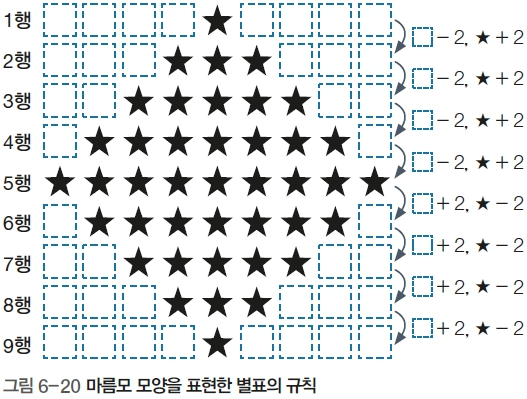 1행
2행
3행
4행
5행
6행
7행
8행
9행
-2, ★+2
-2, ★+2
-2, ★+2
-2, ★+2
+2, ★-2
+2, ★-2
+2, ★-2
+2, ★-2
그림 6-20 마름모 모양을 표현한 별표의 규칙